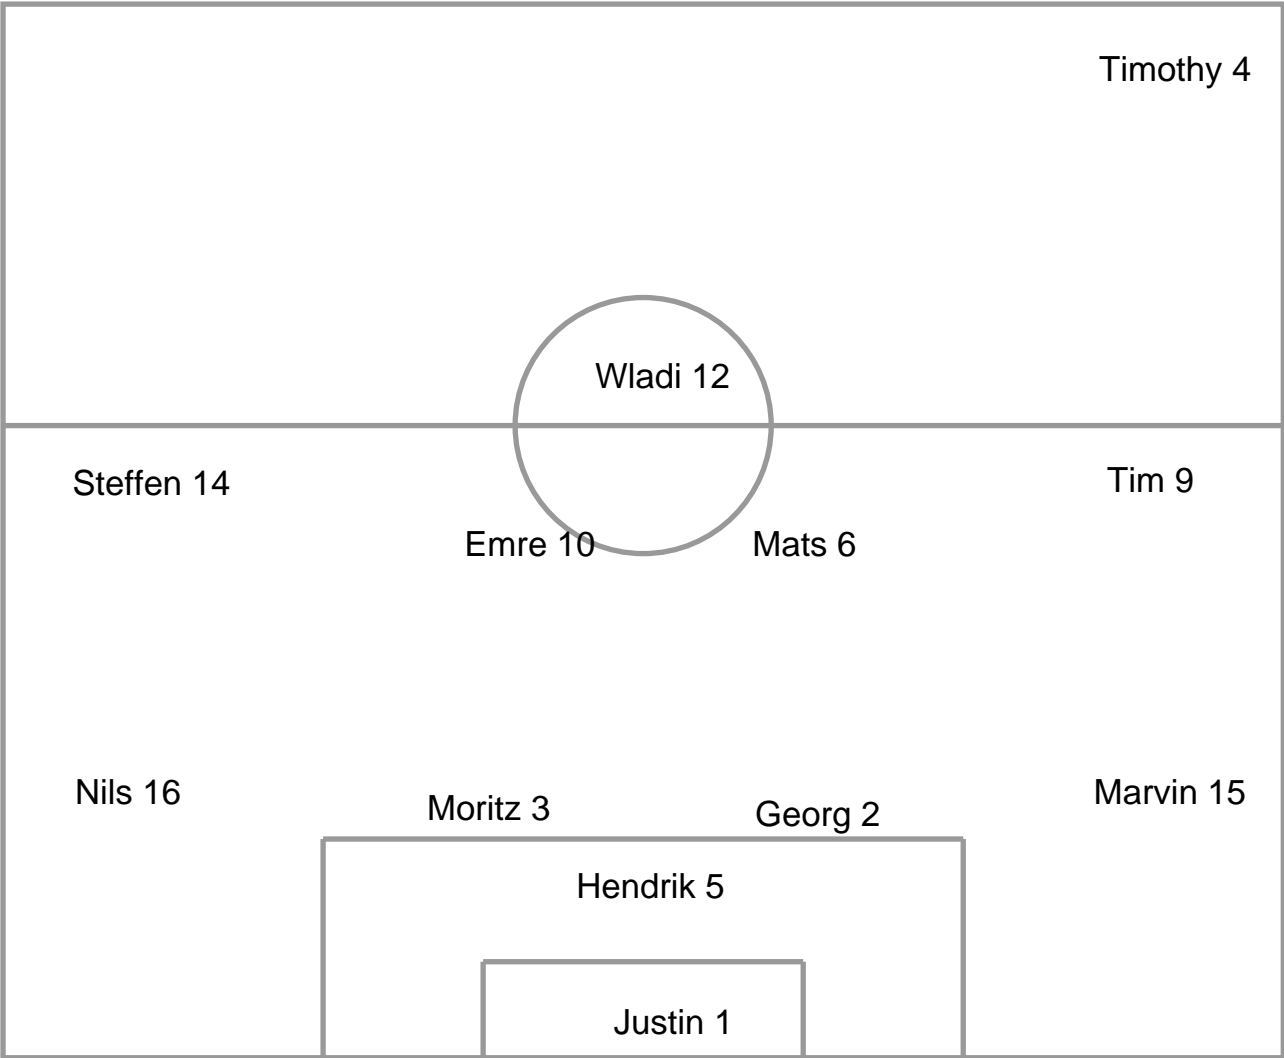 Timothy 4
Wladi 12
Steffen 14
Tim 9
Emre 10
Mats 6
Nils 16
Moritz 3
Georg 2
Marvin 15
Hendrik 5
Justin 1